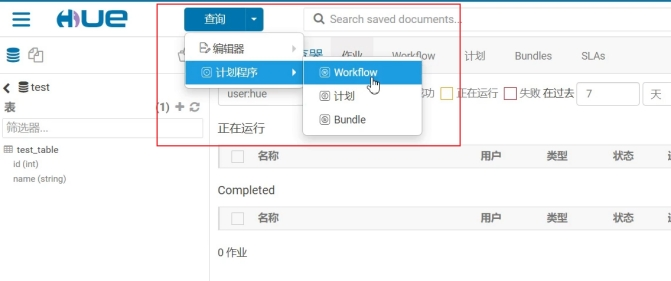 HUE
查询
Search saved documents...
编辑器
计划程序
Workflow
计划
Bundle
作业
Workflow
计划
Bundles
SLAs
test
表
(1)
筛选器...
test_table
id (int)
name (string)
user:hue
正在运行
失败
在过去
7
天
正在运行
名称
用户
类型
状态
Completed
名称
用户
类型
状态
0 作业